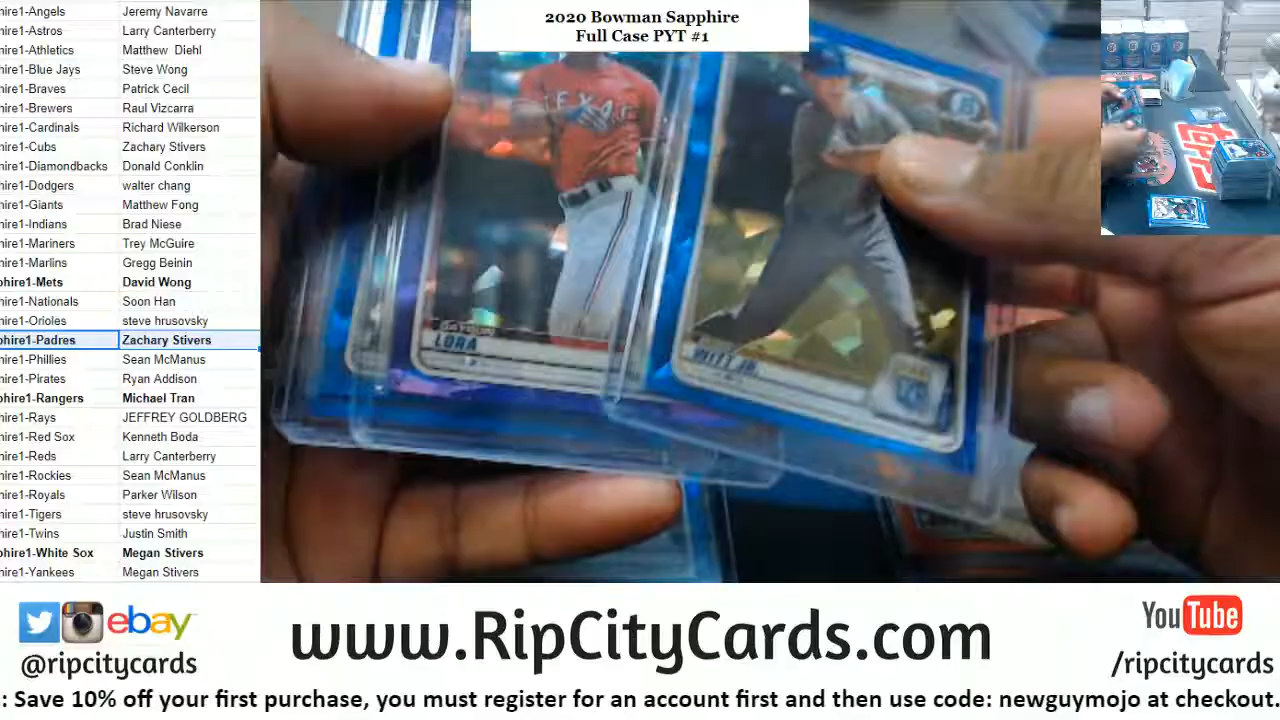 2020 Bowman Sapphire
Full Case PYT #1
hire1-Angels Jeremy Navarre
hire1-Astros Larry Canterberry
hire1-Athletics Matthew Diehl
hire1-Blue Jays Steve Wong
hire1-Braves Patrick Cecil
hire1-Brewers Raul Vizcarra
hire1-Cardinals Richard Wilkerson
hire1-Cubs Zachary Stivers
hire1-Diamondbacks Donald Conklin
hire1-Dodgers walter chang
hire1-Giants Matthew Fong
hire1-Indians Brad Niese
hire1-Mariners Trey McGuire
hire1-Marlins Gregg Beinin
phire1-Mets David Wong
hire1-Nationals Soon Han
hire1-Orioles steve hrusovsky
phire1-Padres Zachary Stivers
hire1-Phillies Sean McManus
hire1-Pirates Ryan Addison
phire1-Rangers Michael Tran
hire1-Rays JEFFREY GOLDBERG
hire1-Red Sox Kenneth Boda
hire1-Reds Larry Canterberry
hire1-Rockies Sean McManus
hire1-Royals Parker Wilson
hire1-Tigers steve hrusovsky
hire1-Twins Justin Smith
phire1-White Sox Megan Stivers
hire1-Yankees Megan Stivers
TEXAS
LORA
WITT JR.
topps
ebay
@ripcitycards
www.RipCityCards.com
YouTube
/ripcitycards
: Save 10% off your first purchase, you must register for an account first and then use code: newguymojo at checkout.